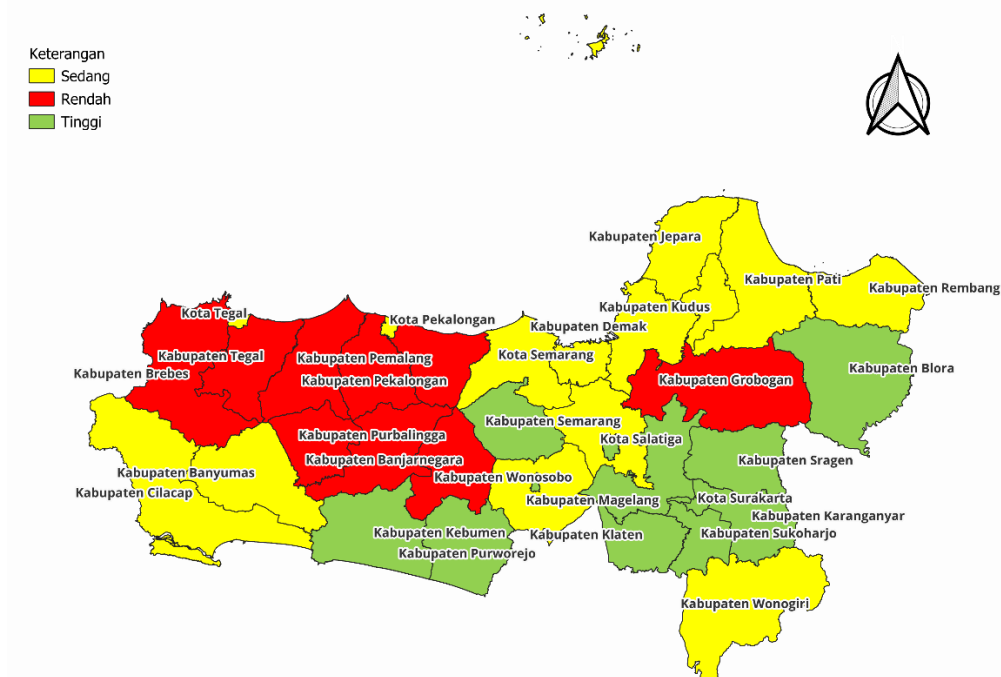 Keterangan
Sedang
Rendah
Tinggi
Kabupaten Jepara
Kabupaten Pati
Kabupaten Rembang
Kabupaten Kudus
Kota Tegal
Kota Pekalongan
Kabupaten Demak
Kota Semarang
Kabupaten Tegal
Kabupaten Pemalang
Kabupaten Brebes
Kabupaten Pekalongan
Kabupaten Grobogan
Kabupaten Blora
Kabupaten Semarang
Kabupaten Purbalingga
Kota Salatiga
Kabupaten Banjarnegara
Kabupaten Sragen
Kabupaten Banyumas
Kabupaten Wonosobo
Kabupaten Cilacap
Kabupaten Magelang
Kota Surakarta
Kabupaten Karanganyar
Kabupaten Kebumen
Kabupaten Klaten
Kabupaten Sukoharjo
Kabupaten Purworejo
Kabupaten Wonogiri